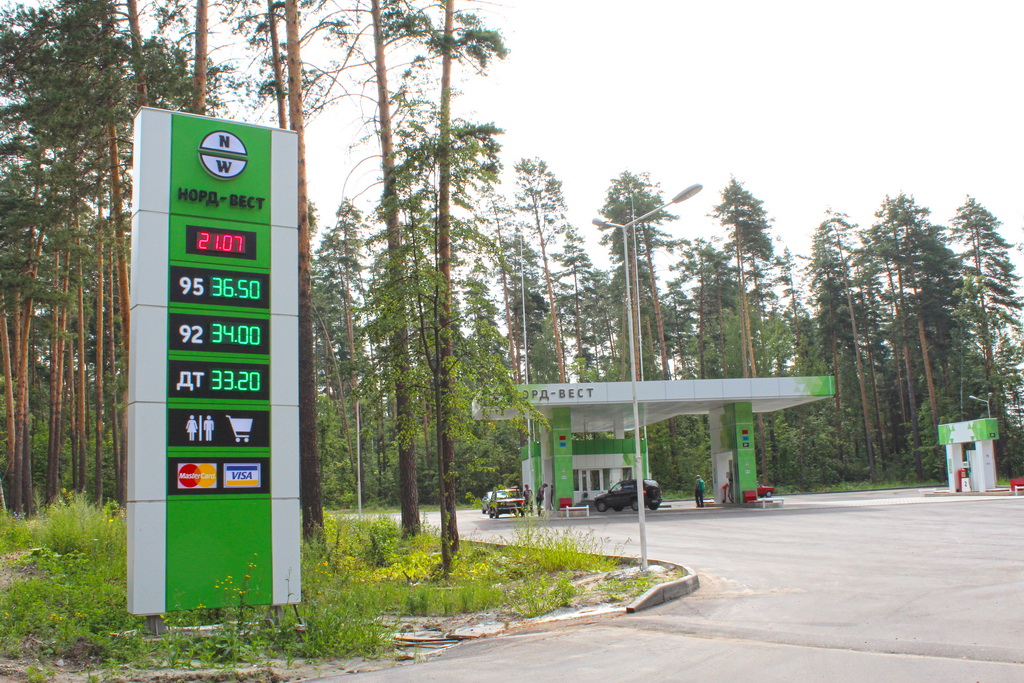 N
W
НОРД-ВЕСТ
21.07
95 36.50
92 34.00
ДТ 33.20
MasterCard VISA
ОРД-ВЕСТ